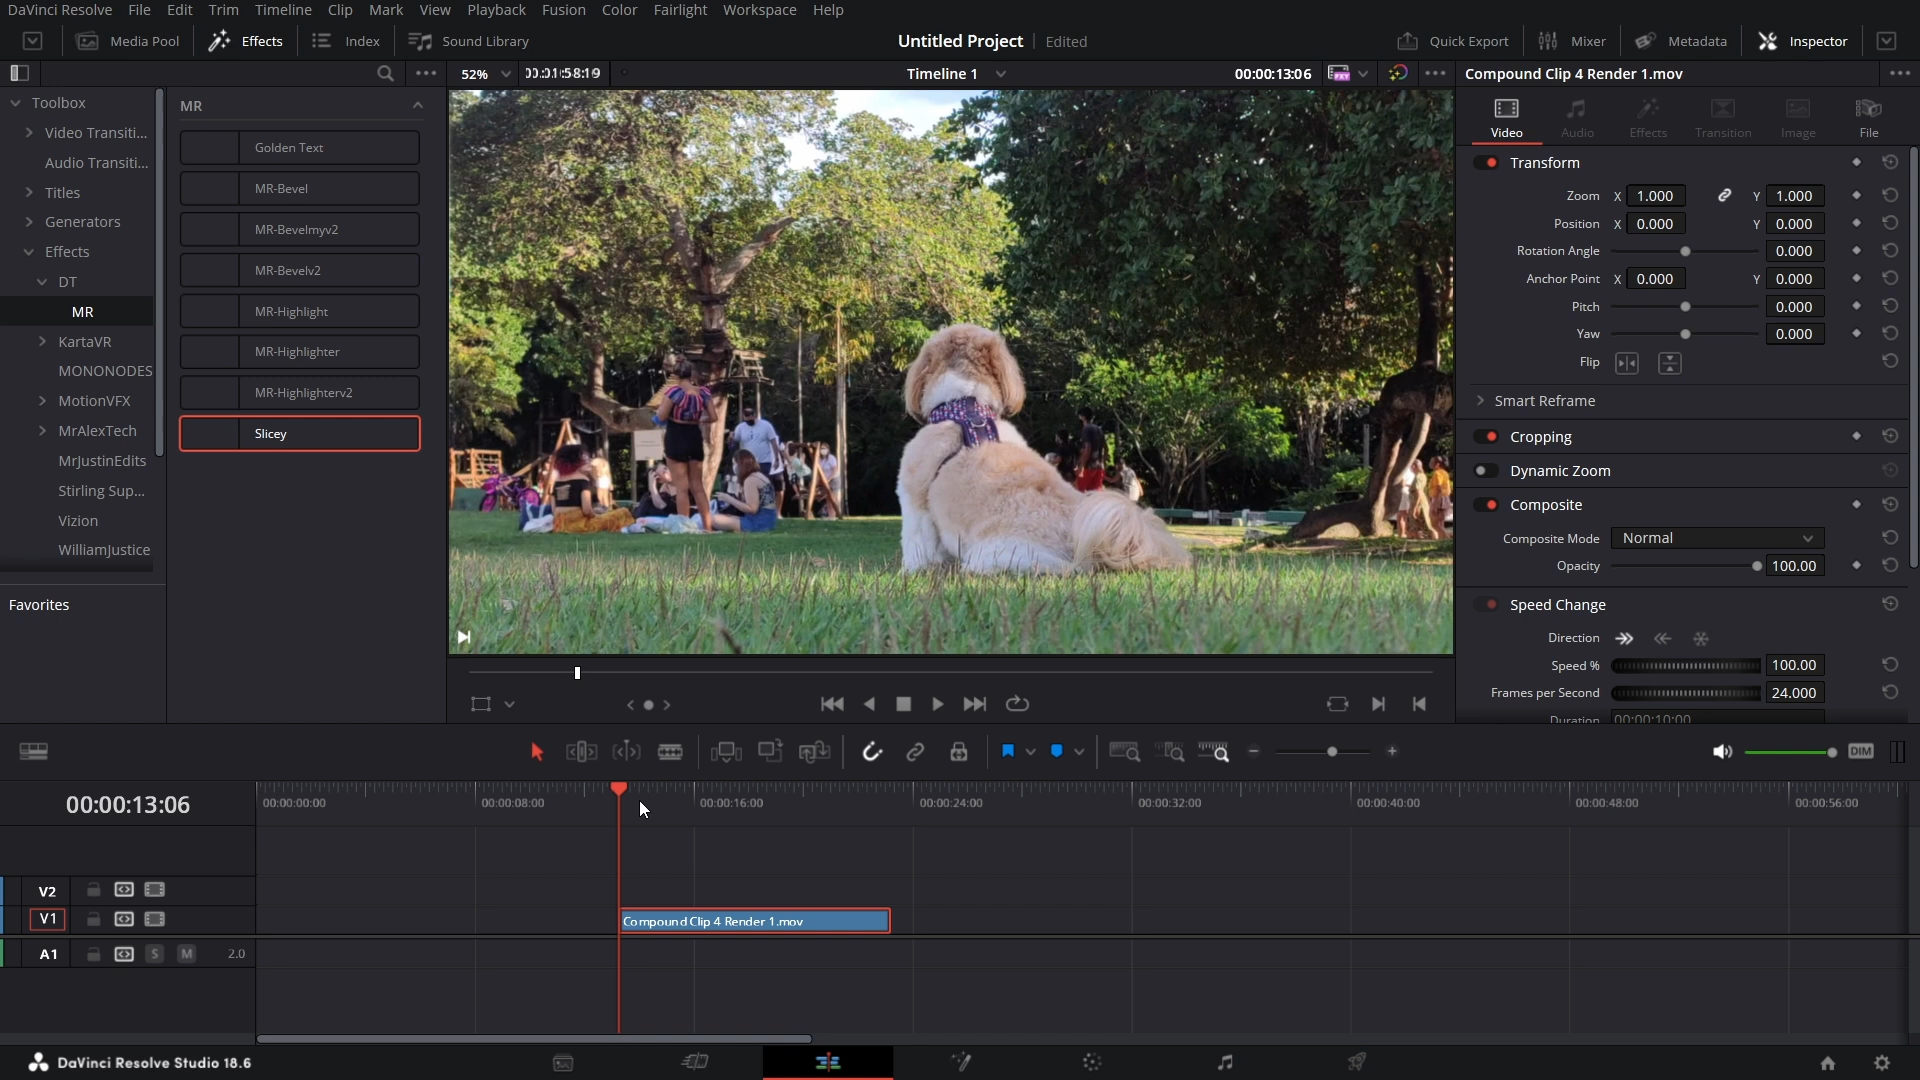 DaVinci Resolve File Edit Trim Timeline Clip Mark View Playback Fusion Color Fairlight Workspace Help
Media Pool Effects Index Sound Library Untitled Project Edited Quick Export Mixer Metadata Inspector
52% Timeline 1 00:00:13:06 Compound Clip 4 Render 1.mov
Toolbox
Video Transiti...
Audio Transiti...
Titles
Generators
Effects
DT
MR
KartaVR
MONONODES
MotionVFX
MrAlexTech
MrJustinEdits
Stirling Sup...
Vizion
WilliamJustice
Favorites
MR
Golden Text
MR-Bevel
MR-Bevelmyv2
MR-Bevelv2
MR-Highlight
MR-Highlighter
MR-Highlighterv2
Slicey
Video Audio Effects Transition Image File
Transform
Zoom X 1.000 Y 1.000
Position X 0.000 Y 0.000
Rotation Angle 0.000
Anchor Point X 0.000 Y 0.000
Pitch 0.000
Yaw 0.000
Flip
Smart Reframe
Cropping
Dynamic Zoom
Composite
Composite Mode Normal
Opacity 100.00
Speed Change
Direction
Speed % 100.00
Frames per Second 24.000
Duration 00:00:10:00
DIM
00:00:13:06
00:00:00:00 00:00:08:00 00:00:16:00 00:00:24:00 00:00:32:00 00:00:40:00 00:00:48:00 00:00:56:00
V2
V1 Compound Clip 4 Render 1.mov
A1 S M 2.0
DaVinci Resolve Studio 18.6